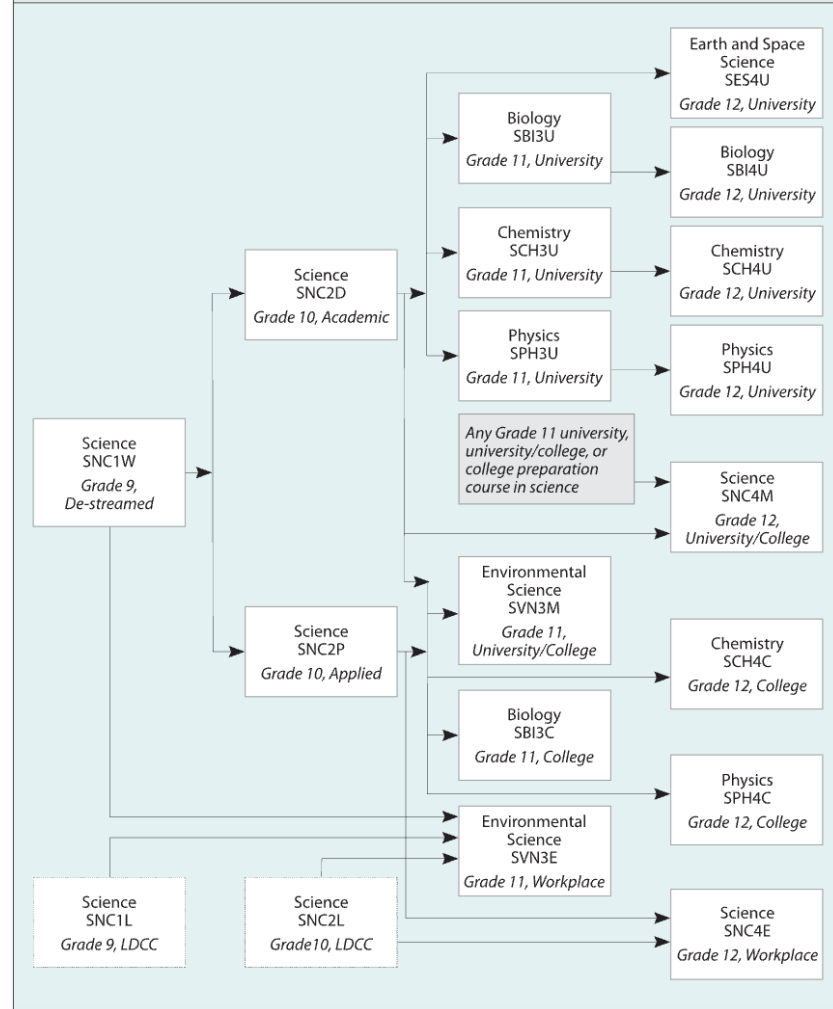 Earth and Space
Science
SES4U
Grade 12, University
Biology
SBI3U
Grade 11, University
Biology
SBI4U
Grade 12, University
Chemistry
SCH3U
Grade 11, University
Chemistry
SCH4U
Grade 12, University
Science
SNC2D
Grade 10, Academic
Physics
SPH3U
Grade 11, University
Physics
SPH4U
Grade 12, University
Science
SNC1W
Grade 9,
De-streamed
Any Grade 11 university,
university/college, or
college preparation
course in science
Science
SNC4M
Grade 12,
University/College
Environmental
Science
SVN3M
Grade 11,
University/College
Science
SNC2P
Grade 10, Applied
Chemistry
SCH4C
Grade 12, College
Biology
SBI3C
Grade 11, College
Physics
SPH4C
Grade 12, College
Environmental
Science
SVN3E
Grade 11, Workplace
Science
SNC1L
Grade 9, LDCC
Science
SNC2L
Grade10, LDCC
Science
SNC4E
Grade 12, Workplace